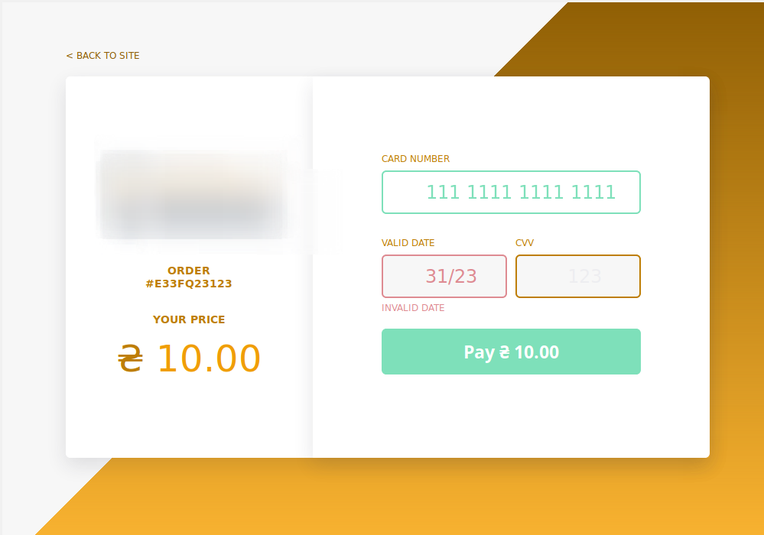 < BACK TO SITE
ORDER
#E33FQ23123
YOUR PRICE
₴ 10.00
CARD NUMBER
111 1111 1111 1111
VALID DATE
CVV
31/23
123
INVALID DATE
Pay ₴ 10.00